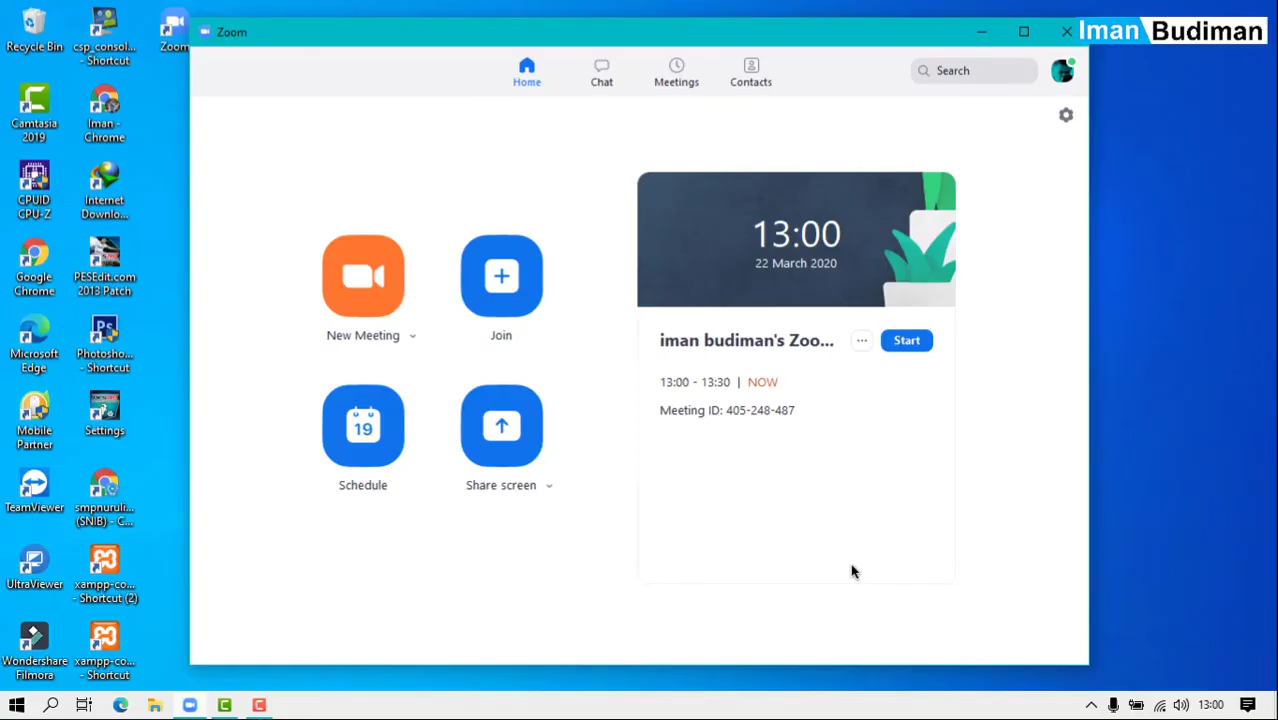 Recycle Bin
csp_consol...
- Shortcut
Zoom
Camtasia
2019
Iman -
Chrome
CPUID
CPU-Z
Internet
Downlo...
Google
Chrome
PESEdit.com
2013 Patch
Microsoft
Edge
Photosho...
- Shortcut
Mobile
Partner
Settings
TeamViewer
smpnuruli...
(SNIB) - C...
UltraViewer
xampp-co...
- Shortcut (2)
Wondershare
Filmora
xampp-co...
- Shortcut
Zoom
Iman Budiman
Home
Chat
Meetings
Contacts
Search
New Meeting
Join
19
Schedule
Share screen
13:00
22 March 2020
iman budiman's Zoo...
...
Start
13:00 - 13:30 | NOW
Meeting ID: 405-248-487
13:00